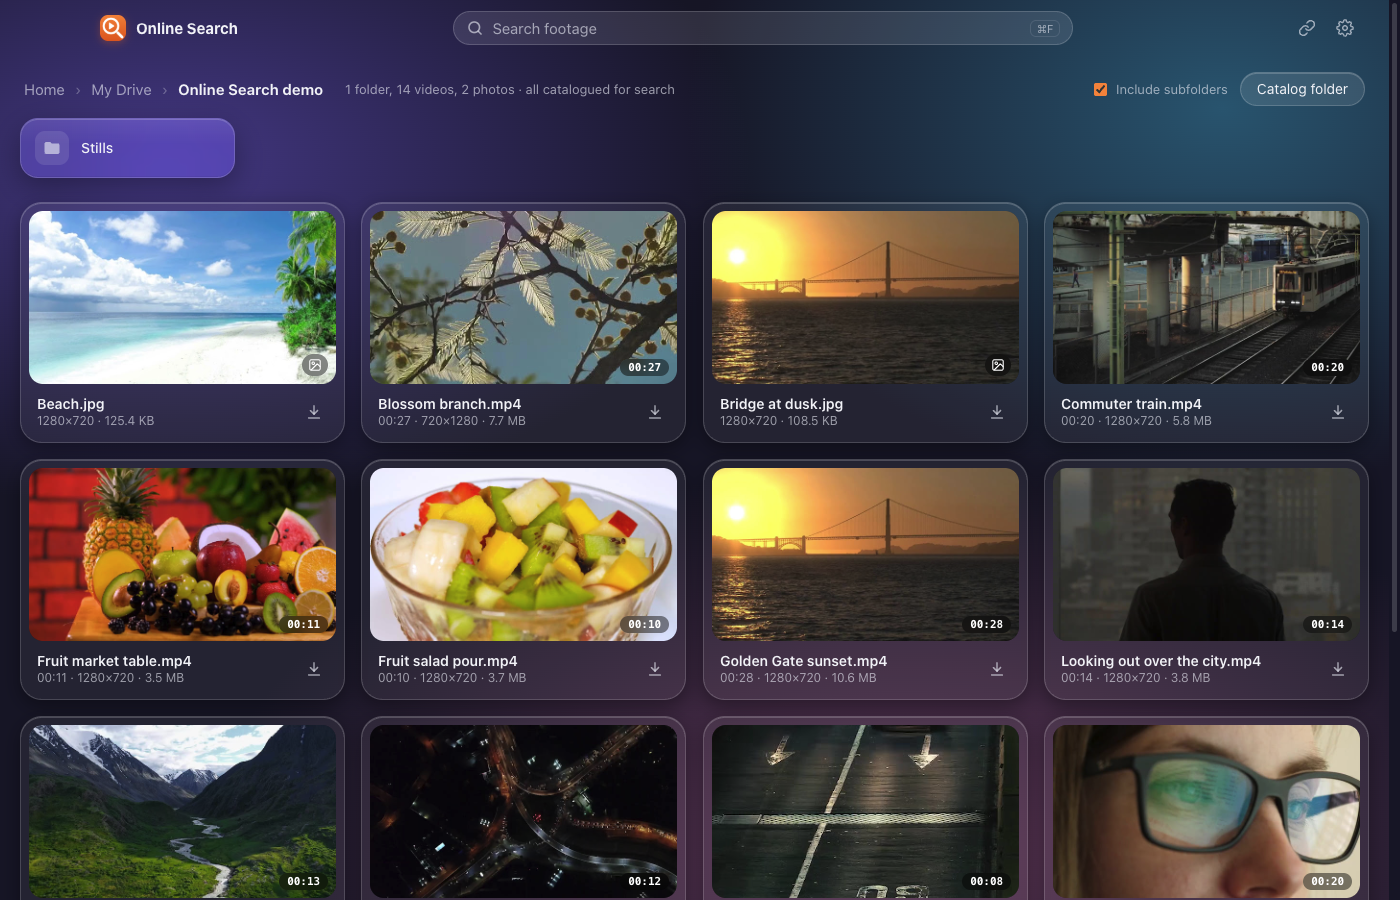 Online Search
Search footage
⌘F
Home › My Drive › Online Search demo
1 folder, 14 videos, 2 photos · all catalogued for search
Include subfolders
Catalog folder
Stills
Beach.jpg
1280×720 · 125.4 KB
00:27
Blossom branch.mp4
00:27 · 720×1280 · 7.7 MB
Bridge at dusk.jpg
1280×720 · 108.5 KB
00:20
Commuter train.mp4
00:20 · 1280×720 · 5.8 MB
00:11
Fruit market table.mp4
00:11 · 1280×720 · 3.5 MB
00:10
Fruit salad pour.mp4
00:10 · 1280×720 · 3.7 MB
00:28
Golden Gate sunset.mp4
00:28 · 1280×720 · 10.6 MB
00:14
Looking out over the city.mp4
00:14 · 1280×720 · 3.8 MB
00:13
00:12
00:08
00:20